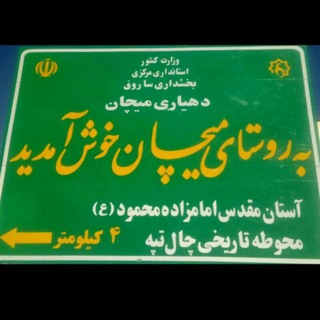 وزارت کشور
استانداری مرکزی
بخشداری ساروق
دهیاری میچان
به روستای میچان خوش آمدید
آستان مقدس امامزاده محمود (ع)
محوطه تاریخی چال تپه
۴ کیلومتر